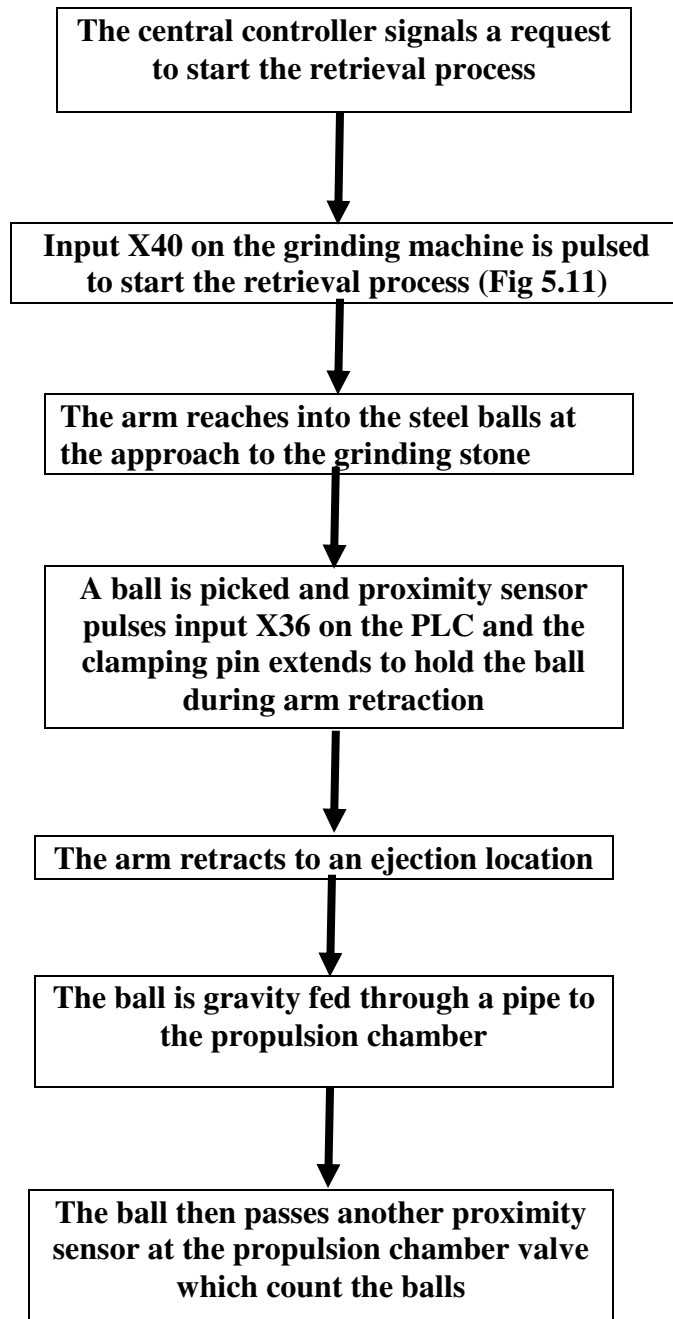 The central controller signals a request
to start the retrieval process
Input X40 on the grinding machine is pulsed
to start the retrieval process (Fig 5.11)
The arm reaches into the steel balls at
the approach to the grinding stone
A ball is picked and proximity sensor
pulses input X36 on the PLC and the
clamping pin extends to hold the ball
during arm retraction
The arm retracts to an ejection location
The ball is gravity fed through a pipe to
the propulsion chamber
The ball then passes another proximity
sensor at the propulsion chamber valve
which count the balls